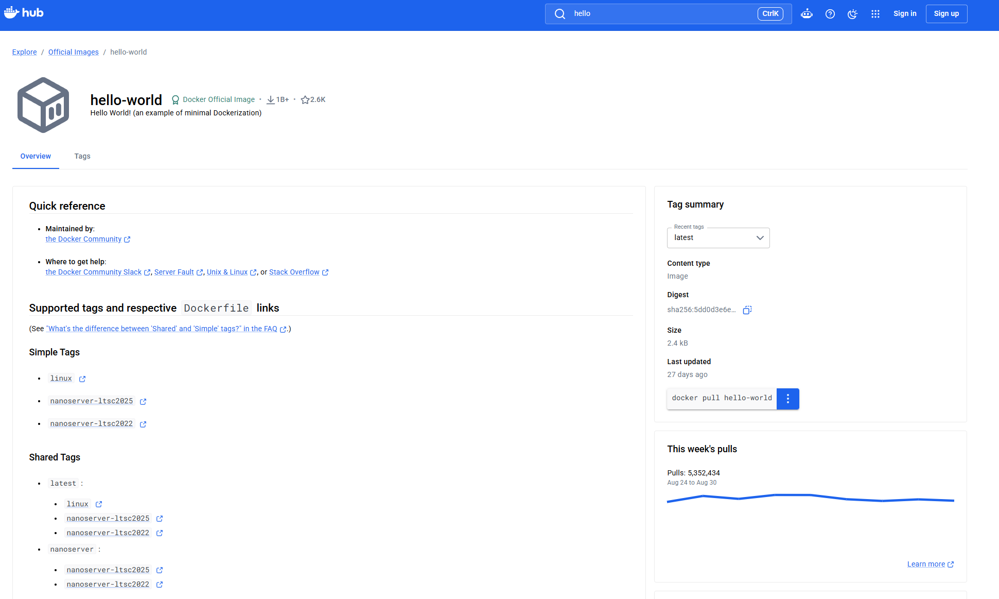 hub
hello
CtrlK
Sign in
Sign up
Explore / Official Images / hello-world
hello-world Docker Official Image • 1B+ • 2.6K
Hello World! (an example of minimal Dockerization)
Overview Tags
Quick reference
• Maintained by:
the Docker Community
• Where to get help:
the Docker Community Slack, Server Fault, Unix & Linux, or Stack Overflow
Supported tags and respective Dockerfile links
(See "What's the difference between 'Shared' and 'Simple' tags?" in the FAQ.)
Simple Tags
• linux
• nanoserver-ltsc2025
• nanoserver-ltsc2022
Shared Tags
• latest :
• linux
• nanoserver-ltsc2025
• nanoserver-ltsc2022
• nanoserver :
• nanoserver-ltsc2025
• nanoserver-ltsc2022
Tag summary
Recent tags
latest
Content type
Image
Digest
sha256:5dd0d3e6e…
Size
2.4 kB
Last updated
27 days ago
docker pull hello-world
This week's pulls
Pulls: 5,352,434
Aug 24 to Aug 30
Learn more